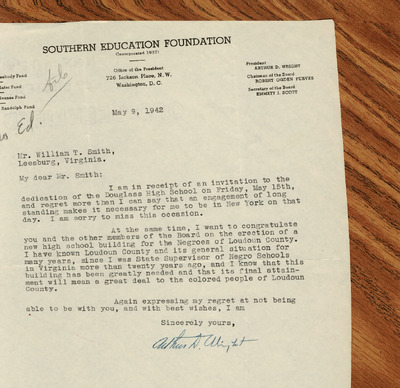 SOUTHERN EDUCATION FOUNDATION
(Incorporated 1937)
Office of the President
726 Jackson Place, N. W.
Washington, D. C.
President
ARTHUR D. WRIGHT
Chairman of the Board
ROBERT OGDEN PURVES
Secretary of the Board
EMMETT J. SCOTT
Peabody Fund
Slater Fund
Jeanes Fund
Randolph Fund
file
Ed.
May 9, 1942
Mr. William T. Smith,
Leesburg, Virginia.
My dear Mr. Smith:
I am in receipt of an invitation to the
dedication of the Douglass High School on Friday, May 15th,
and regret more than I can say that an engagement of long
standing makes it necessary for me to be in New York on that
day. I am sorry to miss this occasion.
At the same time, I want to congratulate
you and the other members of the Board on the erection of a
new high school building for the Negroes of Loudoun County.
I have known Loudoun County and its general situation for
many years, since I was State Supervisor of Negro Schools
in Virginia more than twenty years ago, and I know that this
building has been greatly needed and that its final attain-
ment will mean a great deal to the colored people of Loudoun
County.
Again expressing my regret at not being
able to be with you, and with best wishes, I am
Sincerely yours,
Arthur D. Wright